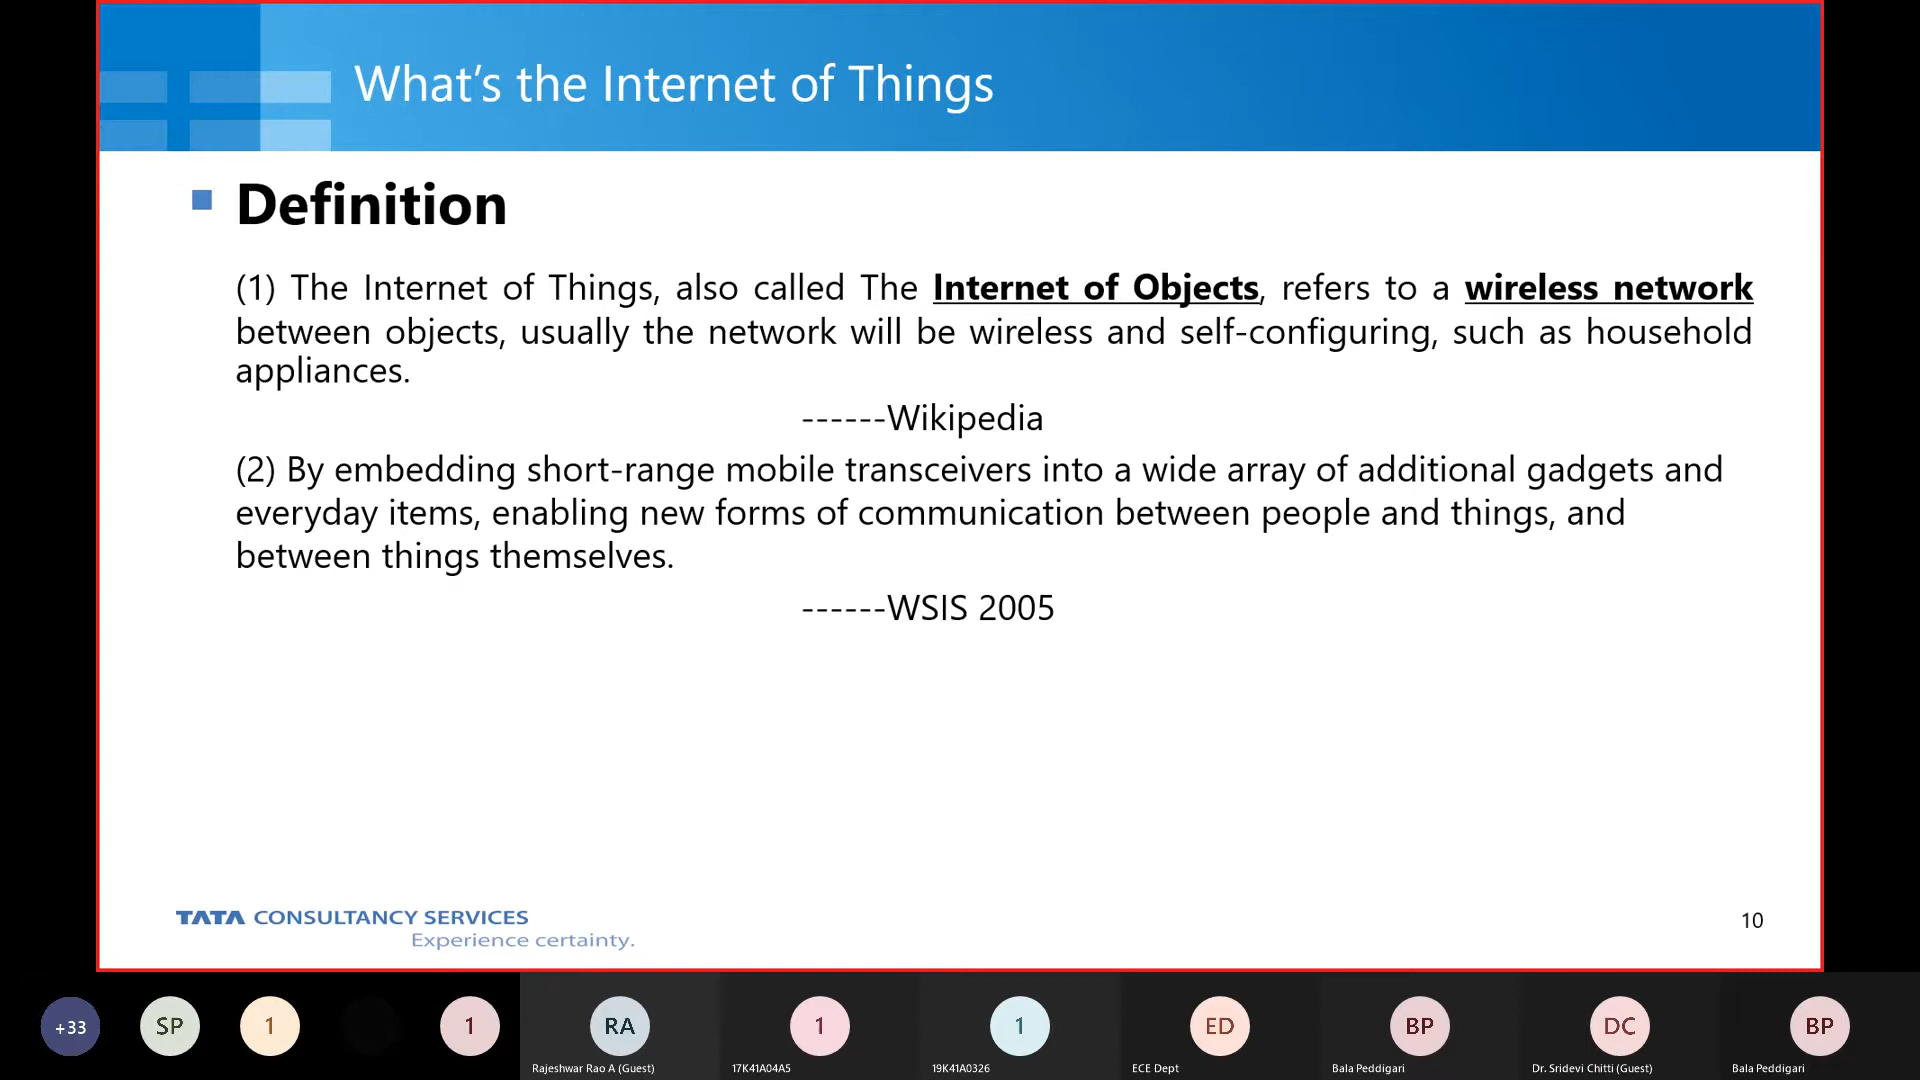 What's the Internet of Things
Definition
(1) The Internet of Things, also called The Internet of Objects, refers to a wireless network
between objects, usually the network will be wireless and self-configuring, such as household
appliances.
------Wikipedia
(2) By embedding short-range mobile transceivers into a wide array of additional gadgets and
everyday items, enabling new forms of communication between people and things, and
between things themselves.
------WSIS 2005
TATA CONSULTANCY SERVICES
Experience certainty.
10
+33 SP 1 1 RA 1 1 ED BP DC BP
Rajeshwar Rao A (Guest) 17K41A04A5 19K41A0326 ECE Dept Bala Peddigari Dr. Sridevi Chitti (Guest) Bala Peddigari